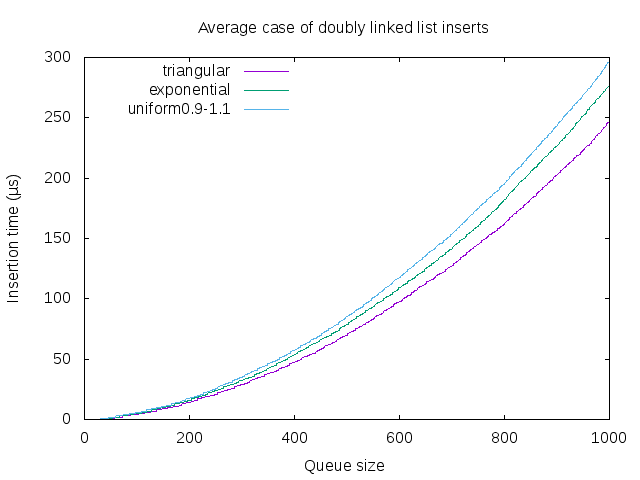 Average case of doubly linked list inserts
300
250
200
150
100
50
0
Insertion time (µs)
triangular
exponential
uniform0.9-1.1
0 200 400 600 800 1000
Queue size